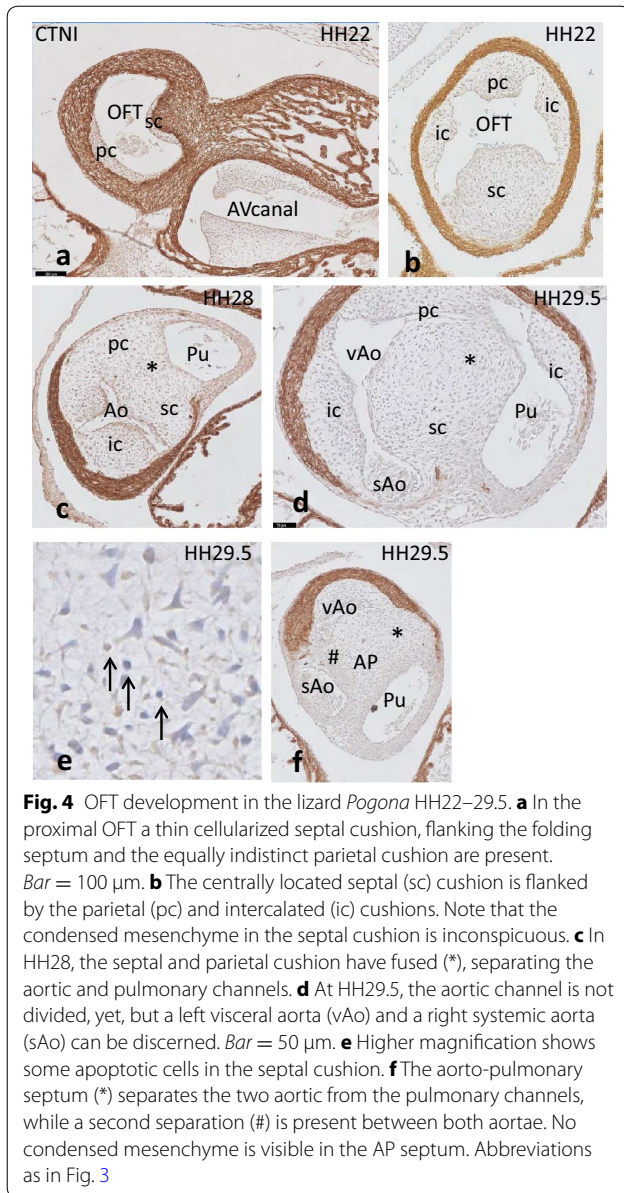 CTNI HH22
OFT
sc
pc
AVcanal
a
HH22
pc
ic ic
OFT
sc
b
HH28
pc Pu
*
Ao sc
ic
c
HH29.5
pc
vAo *
ic
ic Pu
sc
sAo
d
HH29.5
e
HH29.5
vAo
*
# AP
sAo
Pu
f
Fig. 4 OFT development in the lizard Pogona HH22–29.5. a In the
proximal OFT a thin cellularized septal cushion, flanking the folding
septum and the equally indistinct parietal cushion are present.
Bar = 100 μm. b The centrally located septal (sc) cushion is flanked
by the parietal (pc) and intercalated (ic) cushions. Note that the
condensed mesenchyme in the septal cushion is inconspicuous. c In
HH28, the septal and parietal cushion have fused (*), separating the
aortic and pulmonary channels. d At HH29.5, the aortic channel is not
divided, yet, but a left visceral aorta (vAo) and a right systemic aorta
(sAo) can be discerned. Bar = 50 μm. e Higher magnification shows
some apoptotic cells in the septal cushion. f The aorto-pulmonary
septum (*) separates the two aortic from the pulmonary channels,
while a second separation (#) is present between both aortae. No
condensed mesenchyme is visible in the AP septum. Abbreviations
as in Fig. 3